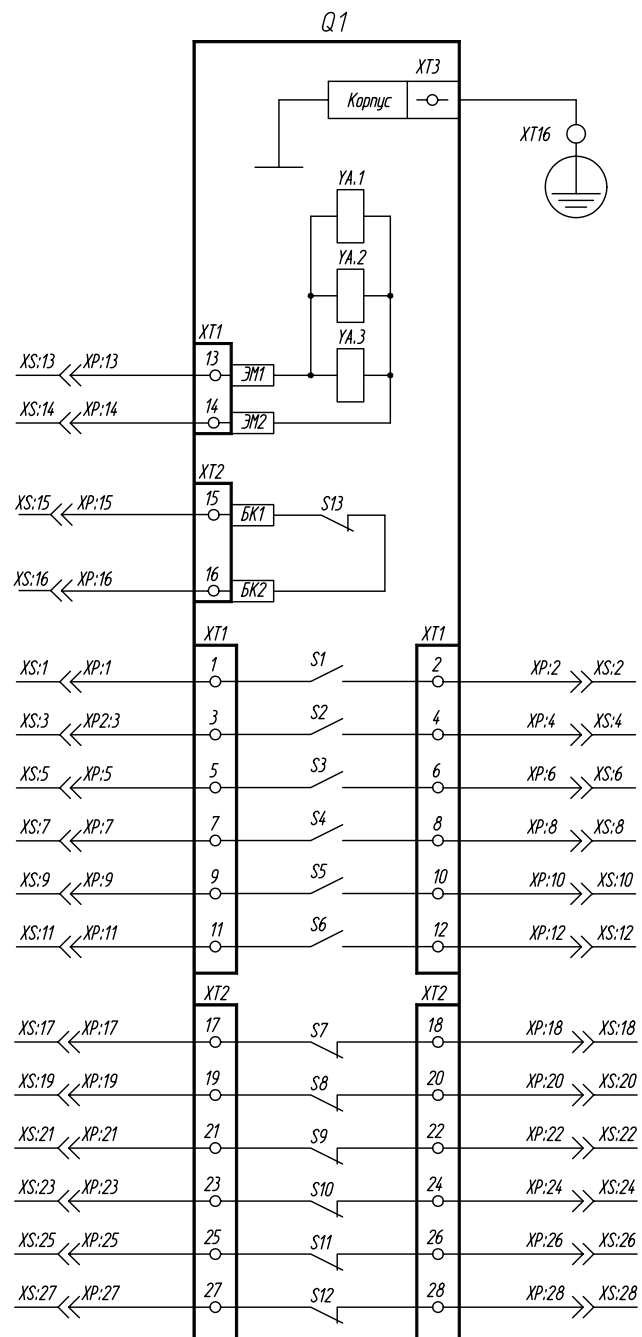 Q1
XT3
Корпус
XT16
YA.1
YA.2
YA.3
XT1
XS:13 XP:13 13 ЭМ1
XS:14 XP:14 14 ЭМ2
XT2
XS:15 XP:15 15 БК1 S13
XS:16 XP:16 16 БК2
XT1 XT1
XS:1 XP:1 1 S1 2 XP:2 XS:2
XS:3 XP2:3 3 S2 4 XP:4 XS:4
XS:5 XP:5 5 S3 6 XP:6 XS:6
XS:7 XP:7 7 S4 8 XP:8 XS:8
XS:9 XP:9 9 S5 10 XP:10 XS:10
XS:11 XP:11 11 S6 12 XP:12 XS:12
XT2 XT2
XS:17 XP:17 17 S7 18 XP:18 XS:18
XS:19 XP:19 19 S8 20 XP:20 XS:20
XS:21 XP:21 21 S9 22 XP:22 XS:22
XS:23 XP:23 23 S10 24 XP:24 XS:24
XS:25 XP:25 25 S11 26 XP:26 XS:26
XS:27 XP:27 27 S12 28 XP:28 XS:28